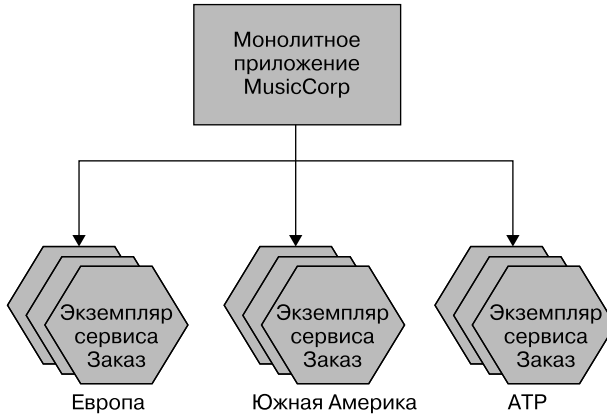 Монолитное
приложение
MusicCorp
Экземпляр
сервиса
Заказ
Экземпляр
сервиса
Заказ
Экземпляр
сервиса
Заказ
Европа
Южная Америка
АТР